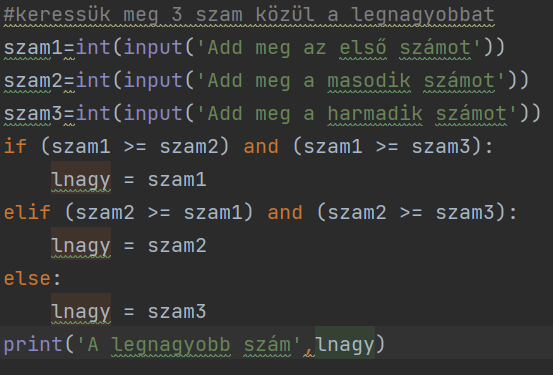 #keressük meg 3 szam közül a legnagyobbat
szam1=int(input('Add meg az első számot'))
szam2=int(input('Add meg a masodik számot'))
szam3=int(input('Add meg a harmadik számot'))
if (szam1 >= szam2) and (szam1 >= szam3):
    lnagy = szam1
elif (szam2 >= szam1) and (szam2 >= szam3):
    lnagy = szam2
else:
    lnagy = szam3
print('A legnagyobb szám',lnagy)